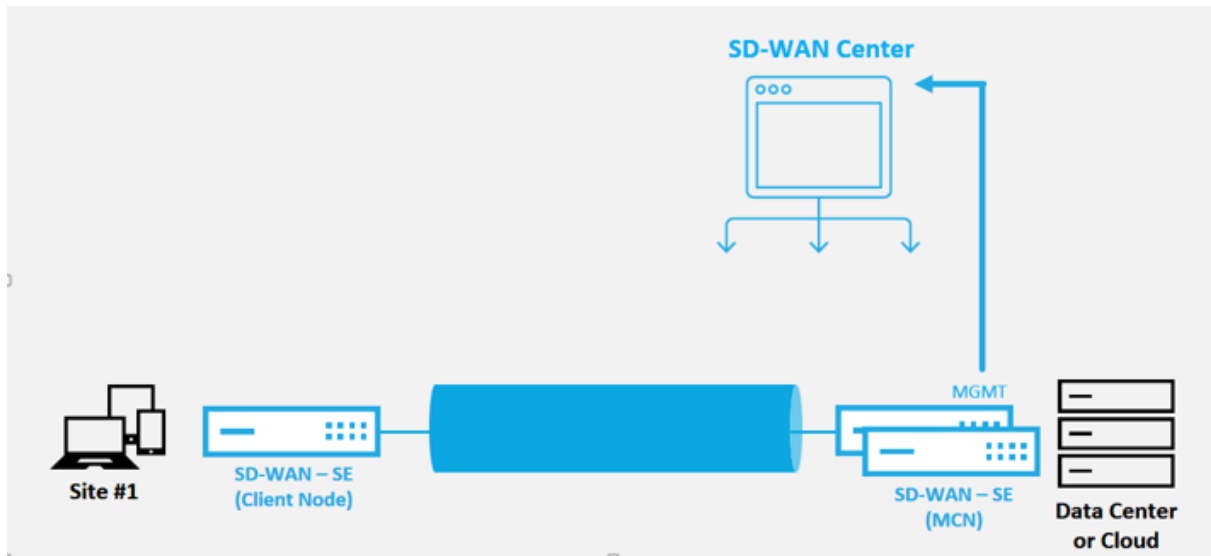 SD-WAN Center
MGMT
Site #1
SD-WAN – SE
(Client Node)
SD-WAN – SE
(MCN)
Data Center
or Cloud